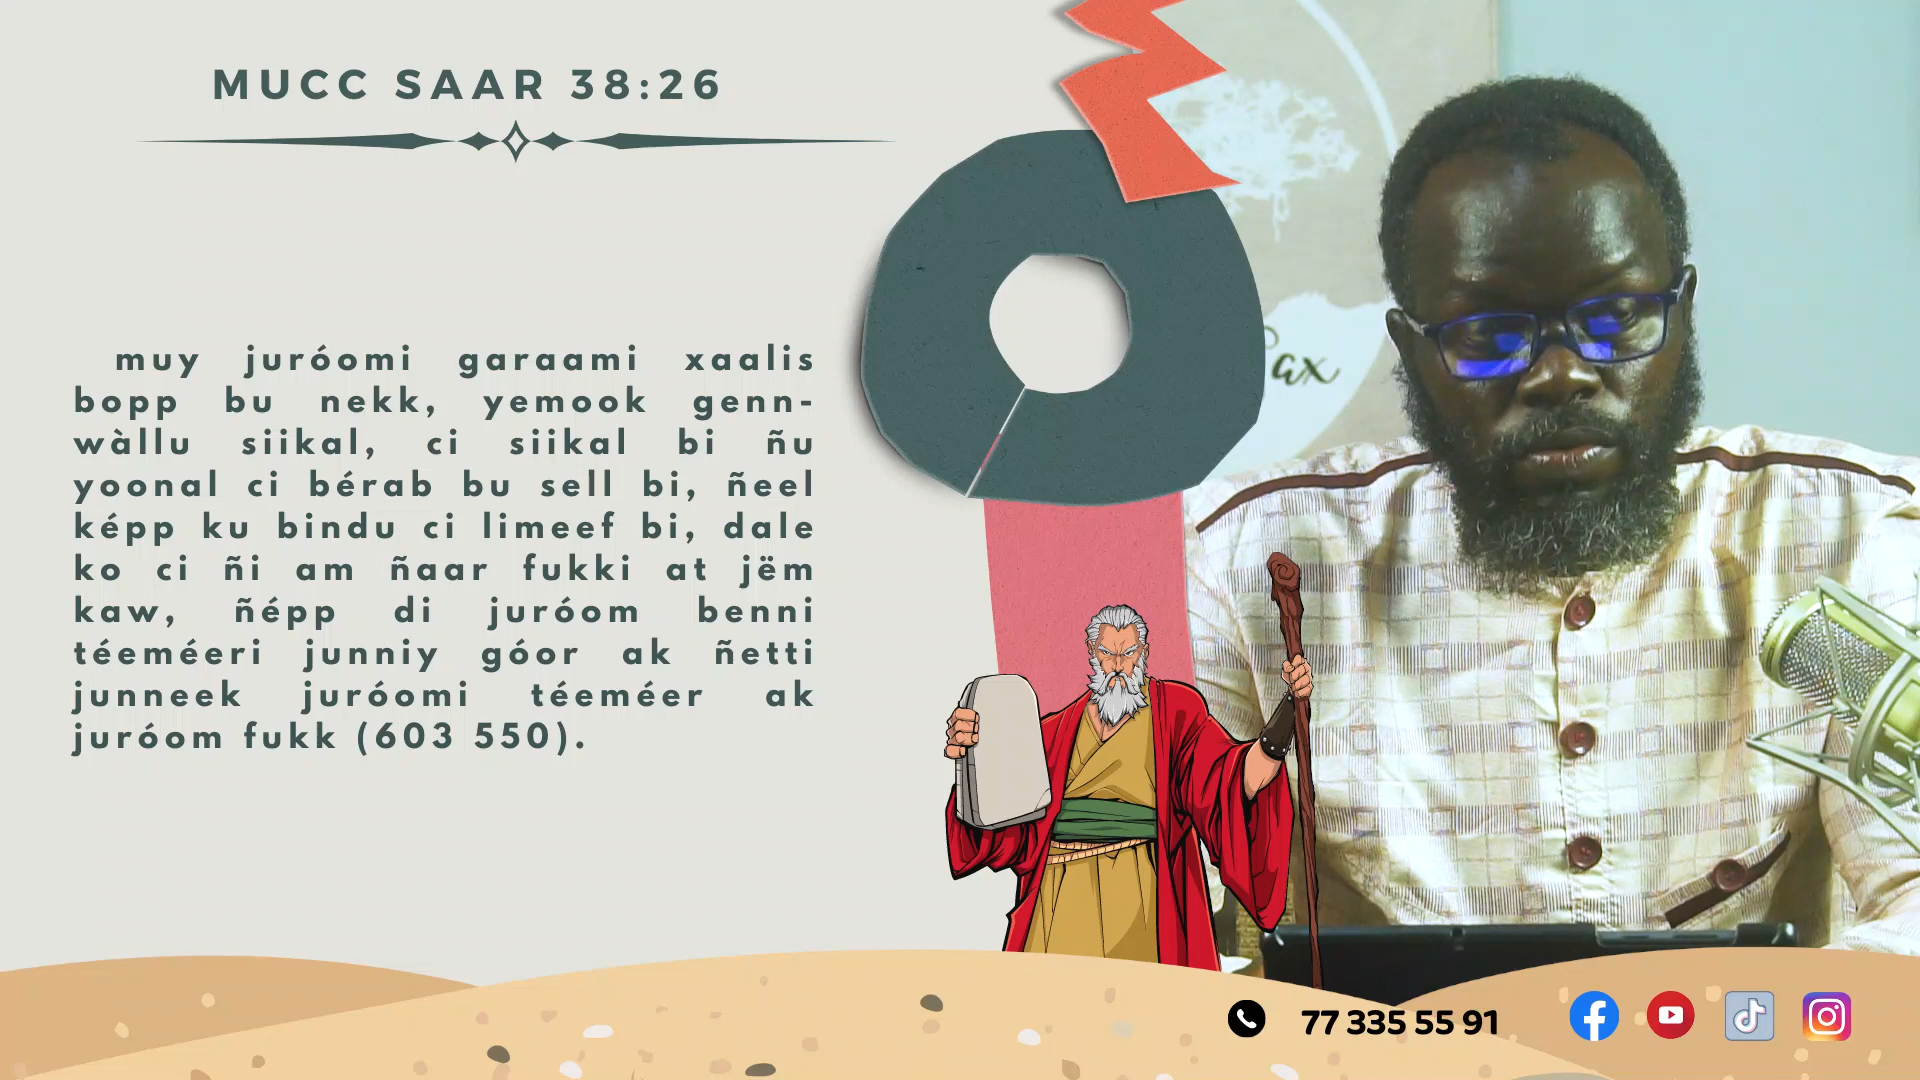 MUCC SAAR 38:26
muy juróomi garaami xaalis
bopp bu nekk, yemook genn-
wàllu siikal, ci siikal bi ñu
yoonal ci bérab bu sell bi, ñeel
képp ku bindu ci limeef bi, dale
ko ci ñi am ñaar fukki at jëm
kaw, ñépp di juróom benni
téeméeri junniy góor ak ñetti
junneek juróomi téeméer ak
juróom fukk (603 550).
77 335 55 91